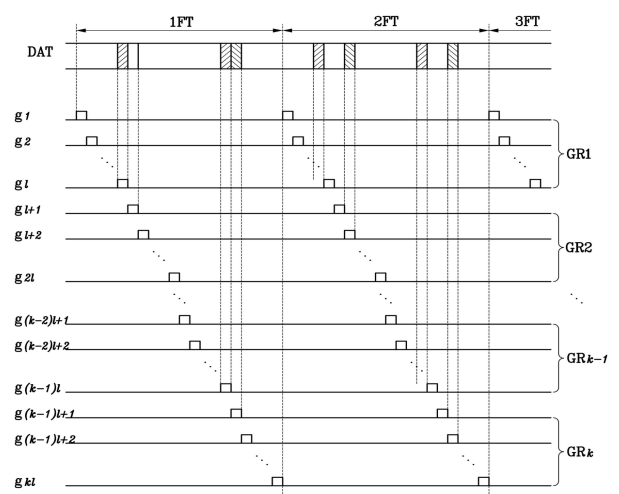 1FT 2FT 3FT
DAT
g1
g2
GR1
gl
gl+1
gl+2
GR2
g2l
g(k-2)l+1
g(k-2)l+2
GRk-1
g(k-1)l
g(k-1)l+1
g(k-1)l+2
GRk
gkl